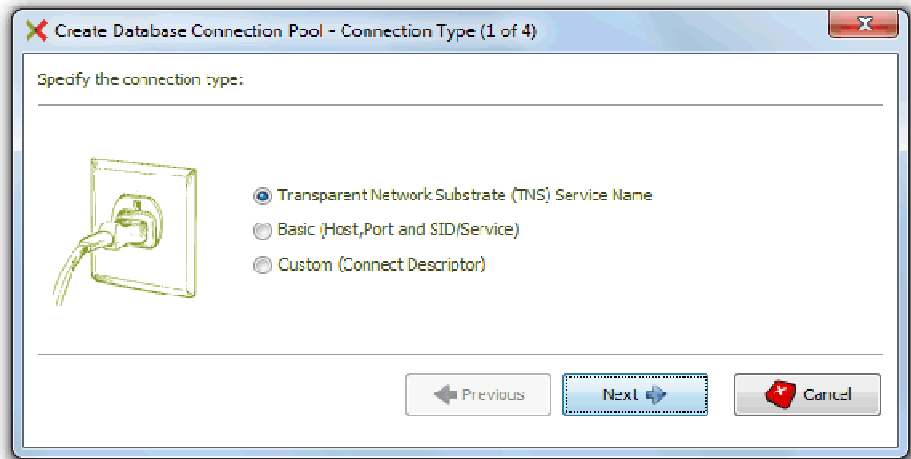 Create Database Connection Pool - Connection Type (1 of 4)
Specify the connection type:
Transparent Network Substrate (TNS) Service Name
Basic (Host,Port and SID/Service)
Custom (Connect Descriptor)
Previous
Next
Cancel